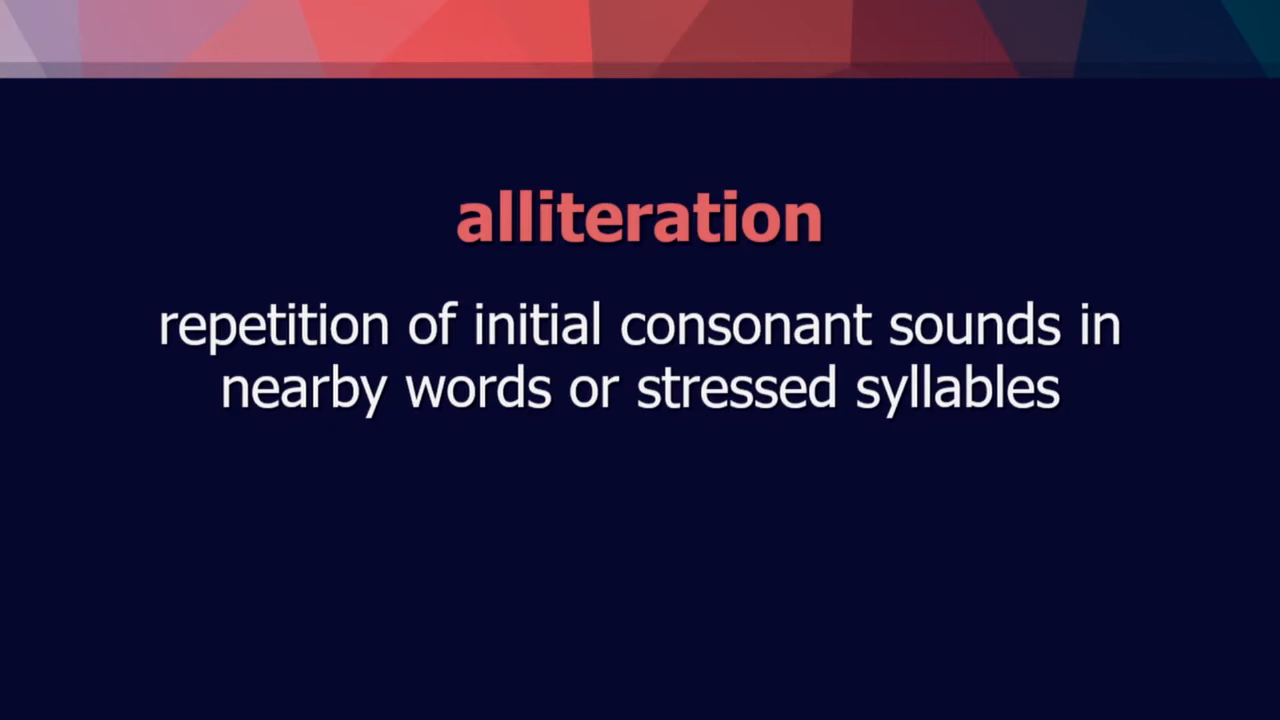 alliteration
repetition of initial consonant sounds in
nearby words or stressed syllables